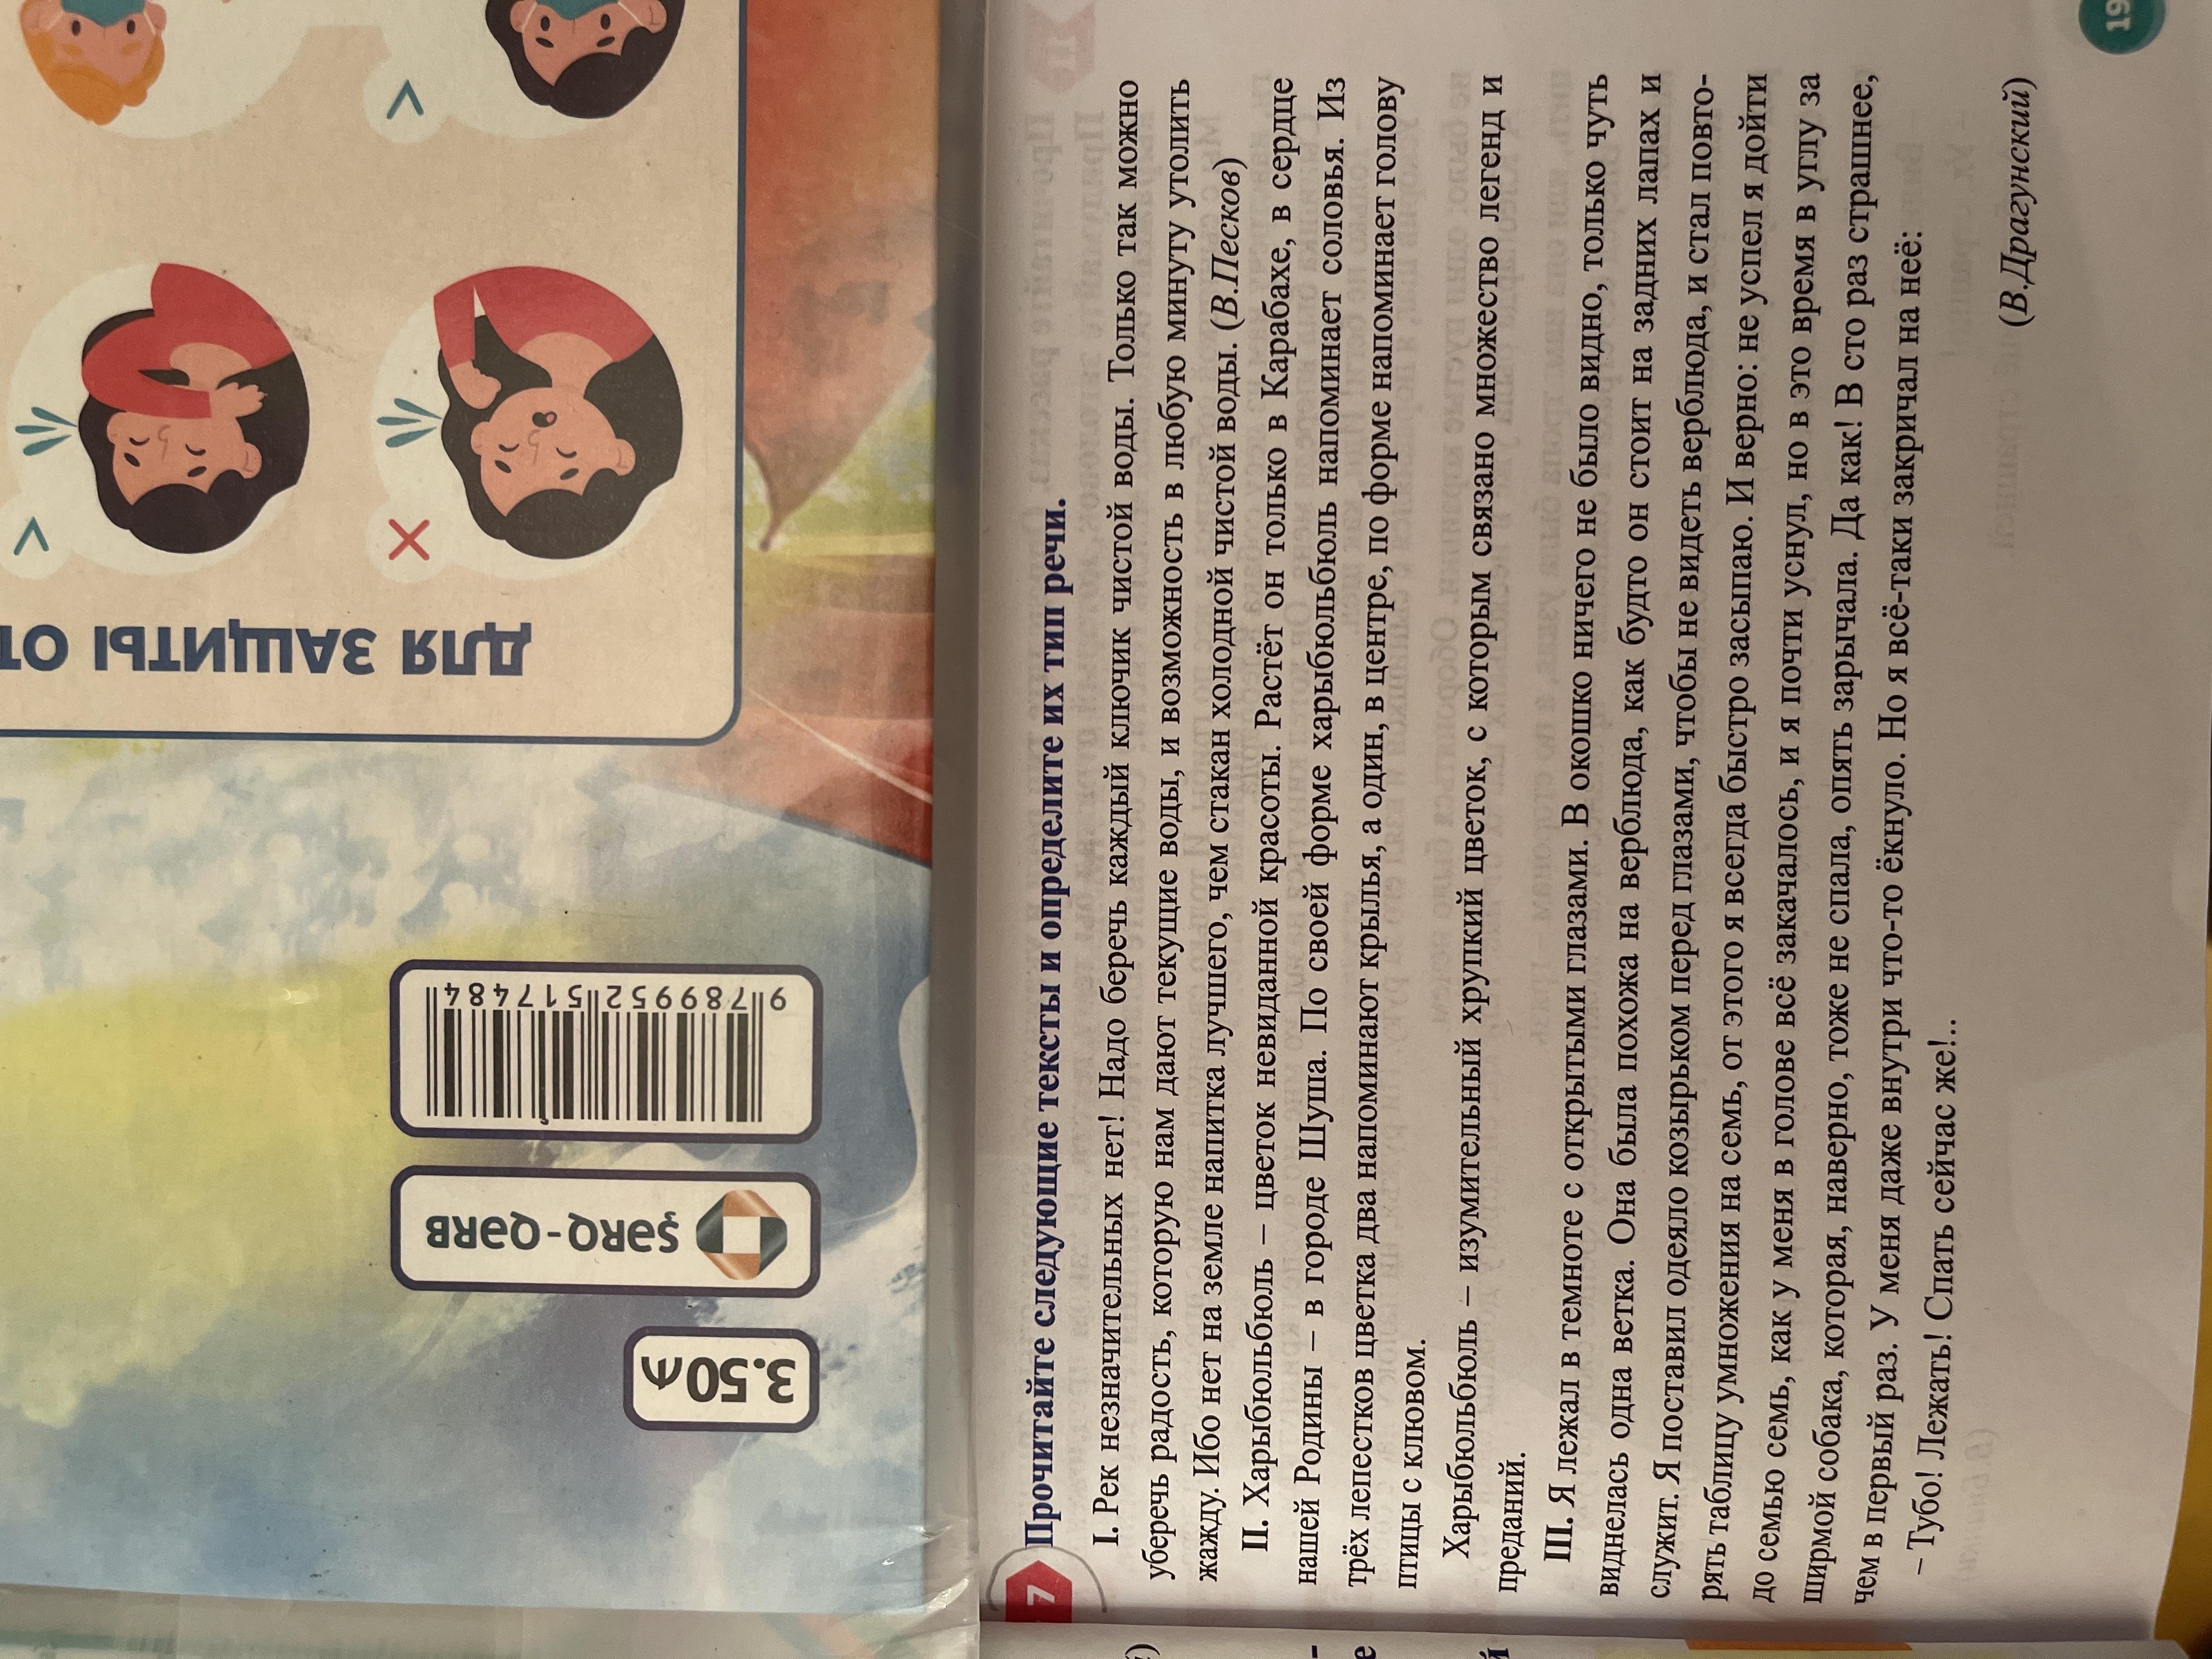 7 Прочитайте следующие тексты и определите их тип речи.
I. Рек незначительных нет! Надо беречь каждый ключик чистой воды. Только так можно
уберечь радость, которую нам дают текущие воды, и возможность в любую минуту утолить
жажду. Ибо нет на земле напитка лучшего, чем стакан холодной чистой воды. (В.Песков)
II. Харыбюльбюль – цветок невиданной красоты. Растёт он только в Карабахе, в сердце
нашей Родины – в городе Шуша. По своей форме харыбюльбюль напоминает соловья. Из
трёх лепестков цветка два напоминают крылья, а один, в центре, по форме напоминает голову
птицы с клювом.
Харыбюльбюль – изумительный хрупкий цветок, с которым связано множество легенд и
преданий.
III. Я лежал в темноте с открытыми глазами. В окошко ничего не было видно, только чуть
виднелась одна ветка. Она была похожа на верблюда, как будто он стоит на задних лапах и
служит. Я поставил одеяло козырьком перед глазами, чтобы не видеть верблюда, и стал повто-
рять таблицу умножения на семь, от этого я всегда быстро засыпаю. И верно: не успел я дойти
до семью семь, как у меня в голове всё закачалось, и я почти уснул, но в это время в углу за
ширмой собака, которая, наверно, тоже не спала, опять зарычала. Да как! В сто раз страшнее,
чем в первый раз. У меня даже внутри что-то ёкнуло. Но я всё-таки закричал на неё:
– Тубо! Лежать! Спать сейчас же!..
(В.Драгунский)
19
ДЛЯ ЗАЩИТЫ ОТ
9 789952 517484
ŞƏRQ-QƏRB
3.50₼